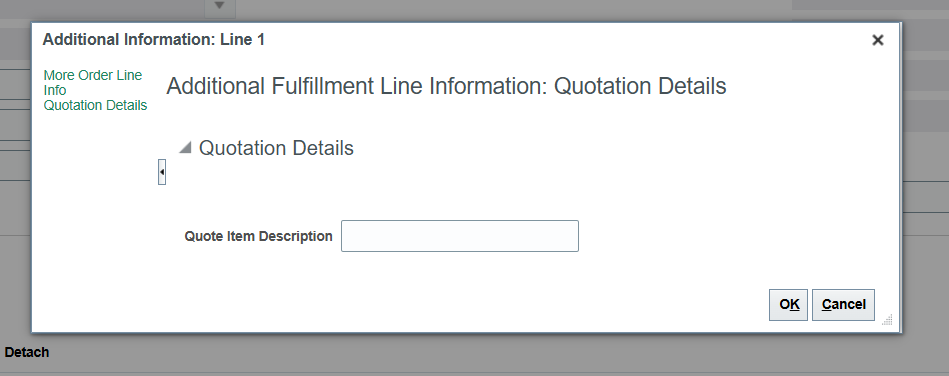 Additional Information: Line 1
More Order Line
Info
Quotation Details
Additional Fulfillment Line Information: Quotation Details
Quotation Details
Quote Item Description
OK
Cancel
Detach